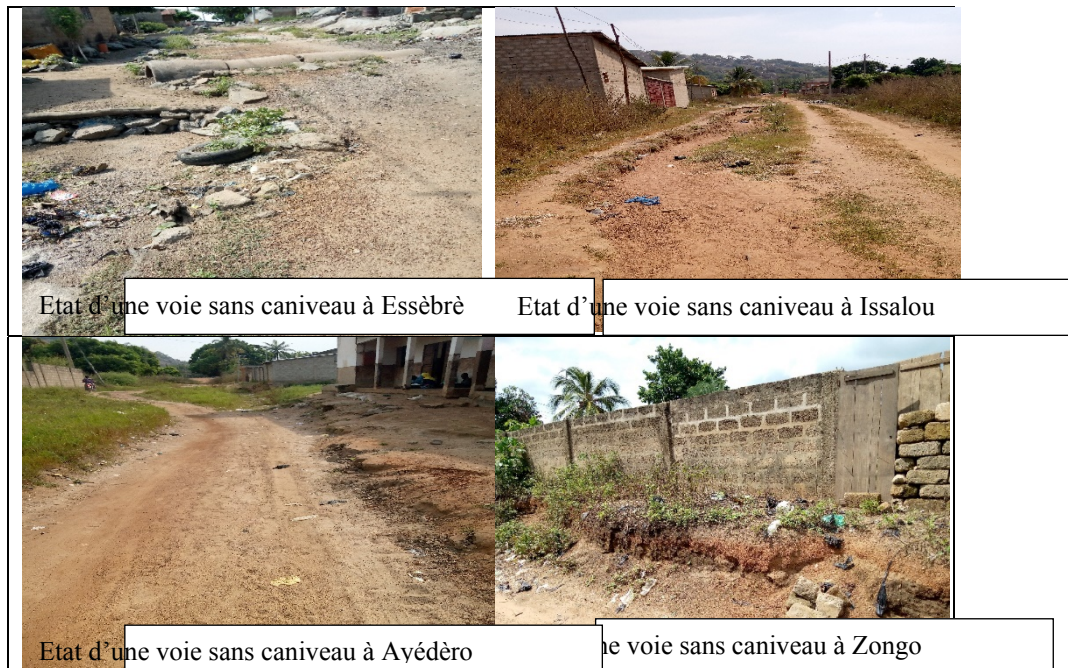 Etat d'une voie sans caniveau à Essèbrè
Etat d'une voie sans caniveau à Issalou
Etat d'une voie sans caniveau à Ayédèro
voie sans caniveau à Zongo